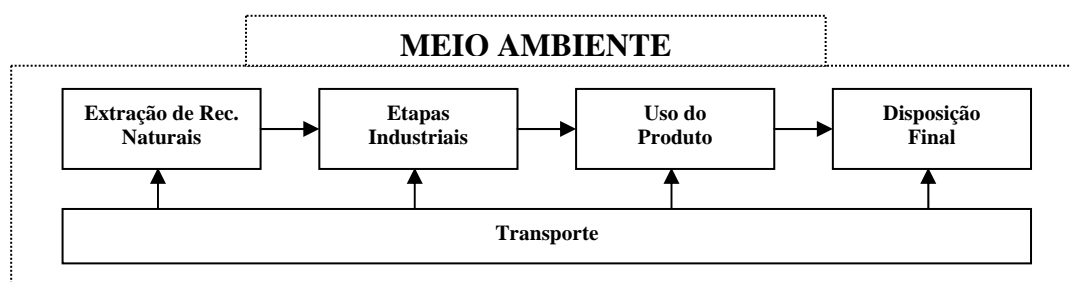 MEIO AMBIENTE
Extração de Rec.
Naturais
Etapas
Industriais
Uso do
Produto
Disposição
Final
Transporte